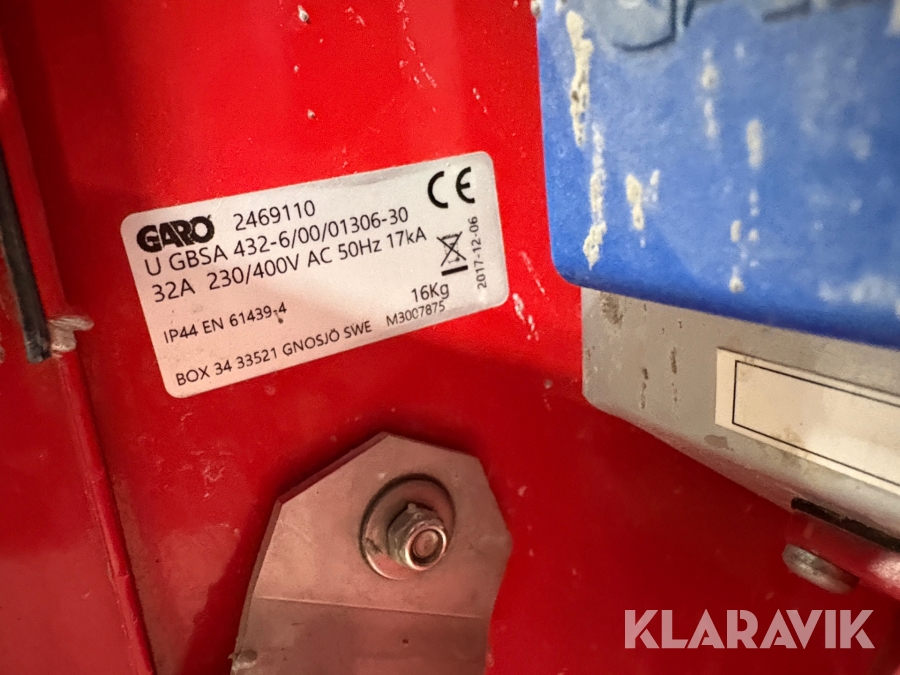 GARO 2469110
U GBSA 432-6/00/01306-30
32A 230/400V AC 50Hz 17kA
CE
2017-12-06
16Kg
IP44 EN 61439-4
M3007875
BOX 34 33521 GNOSJÖ SWE
KLARAVIK